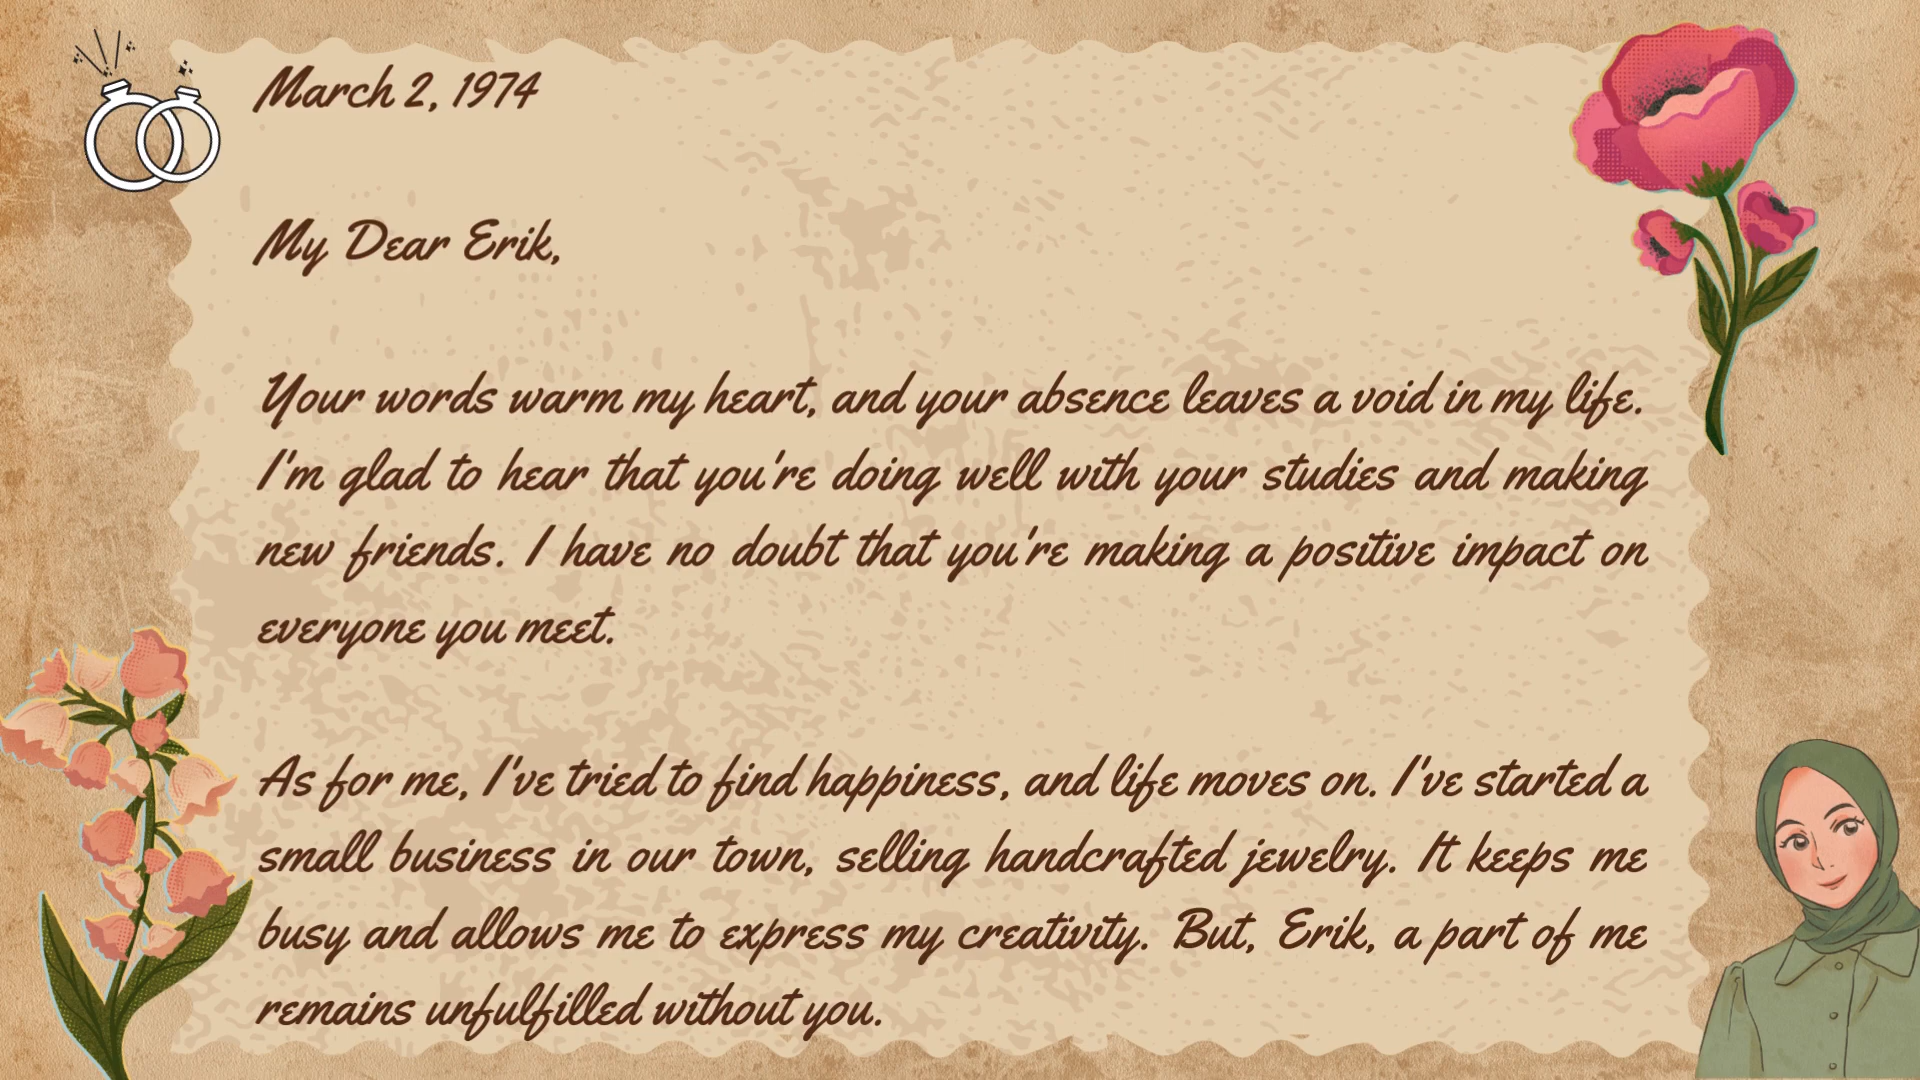 March 2, 1974
My Dear Erik,
Your words warm my heart, and your absence leaves a void in my life.
I'm glad to hear that you're doing well with your studies and making
new friends. I have no doubt that you're making a positive impact on
everyone you meet.
As for me, I've tried to find happiness, and life moves on. I've started a
small business in our town, selling handcrafted jewelry. It keeps me
busy and allows me to express my creativity. But, Erik, a part of me
remains unfulfilled without you.